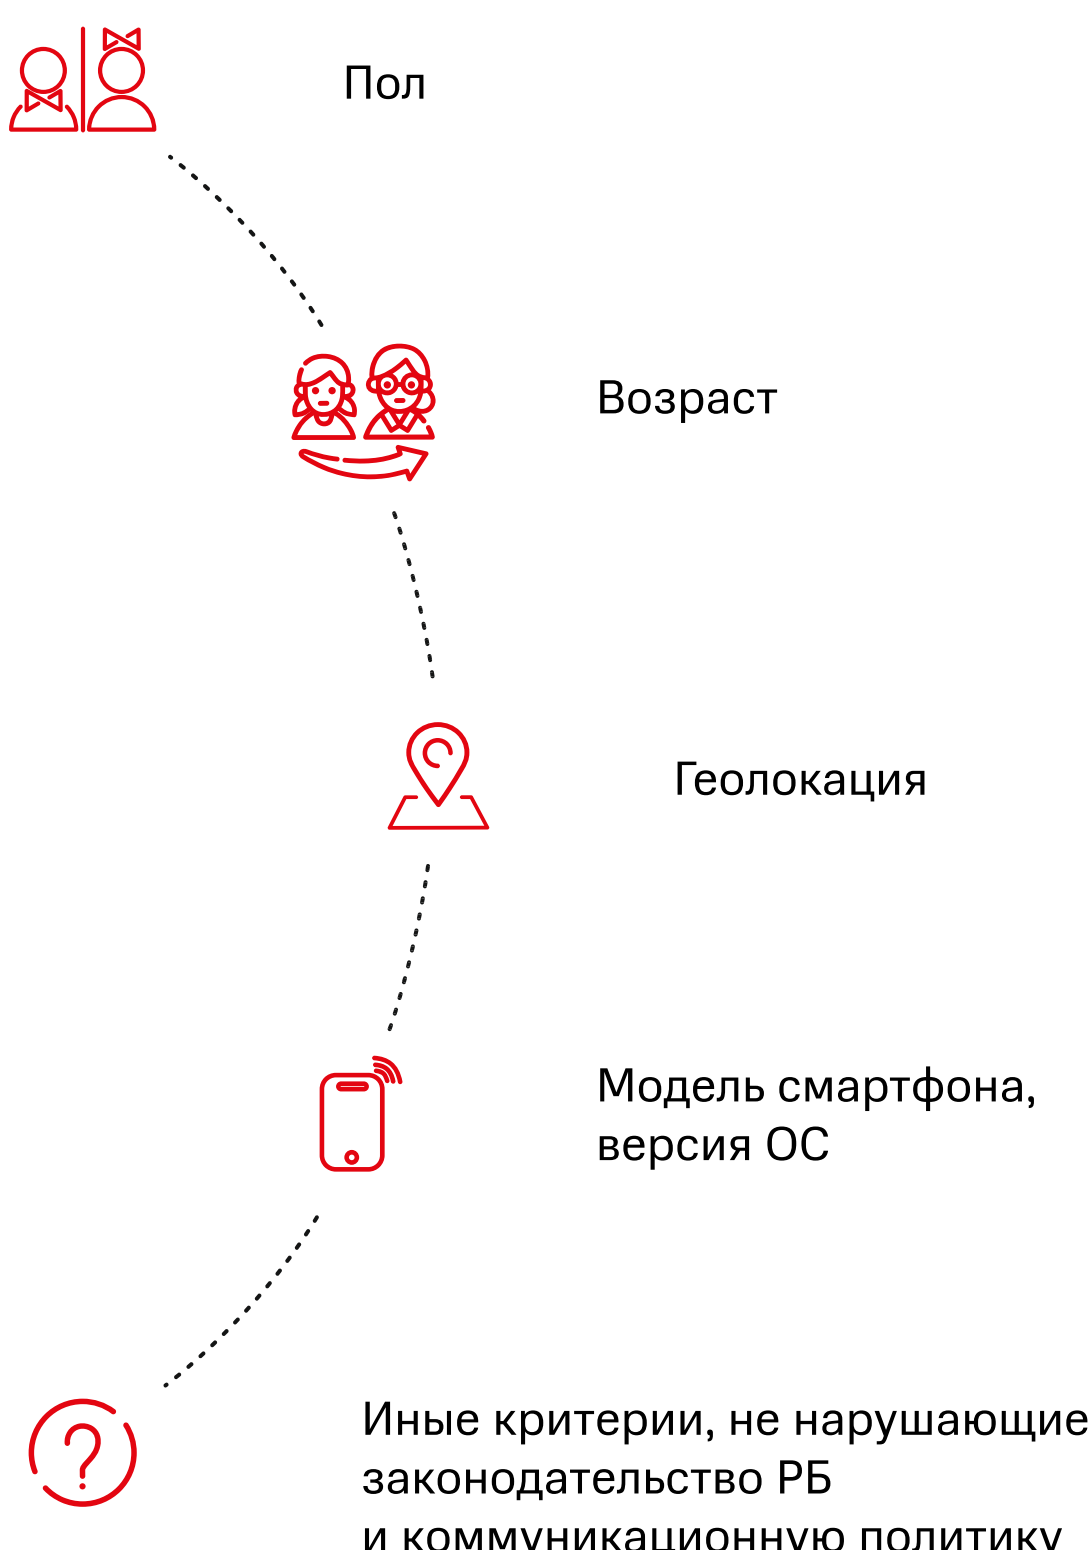 Пол
Возраст
Геолокация
Модель смартфона,
версия ОС
Иные критерии, не нарушающие
законодательство РБ
и коммуникационную политику